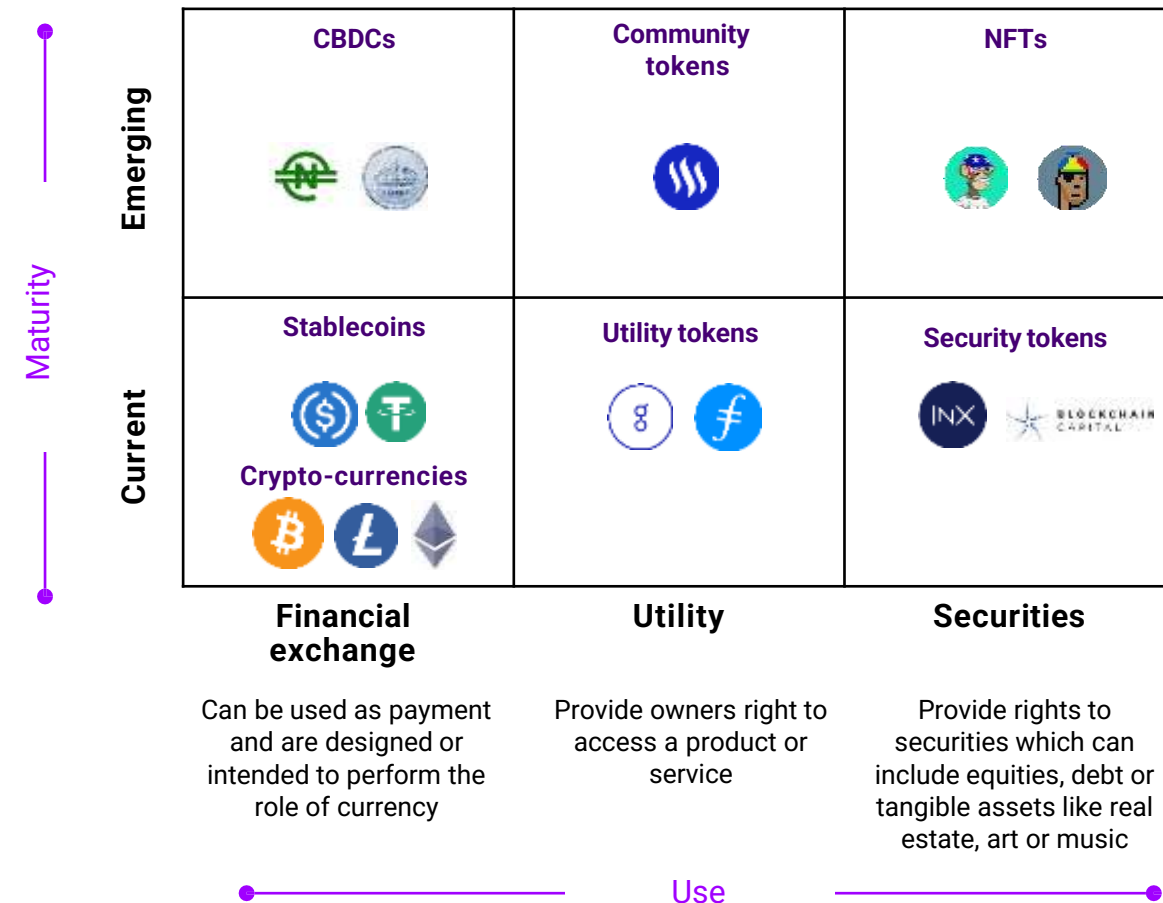 CBDCs
Community
tokens
NFTs
Emerging
Maturity
Stablecoins
Utility tokens
Security tokens
INX
BLOCKCHAIN
CAPITAL
Current
Crypto-currencies
Financial
exchange
Utility
Securities
Can be used as payment
and are designed or
intended to perform the
role of currency
Provide owners right to
access a product or
service
Provide rights to
securities which can
include equities, debt or
tangible assets like real
estate, art or music
Use